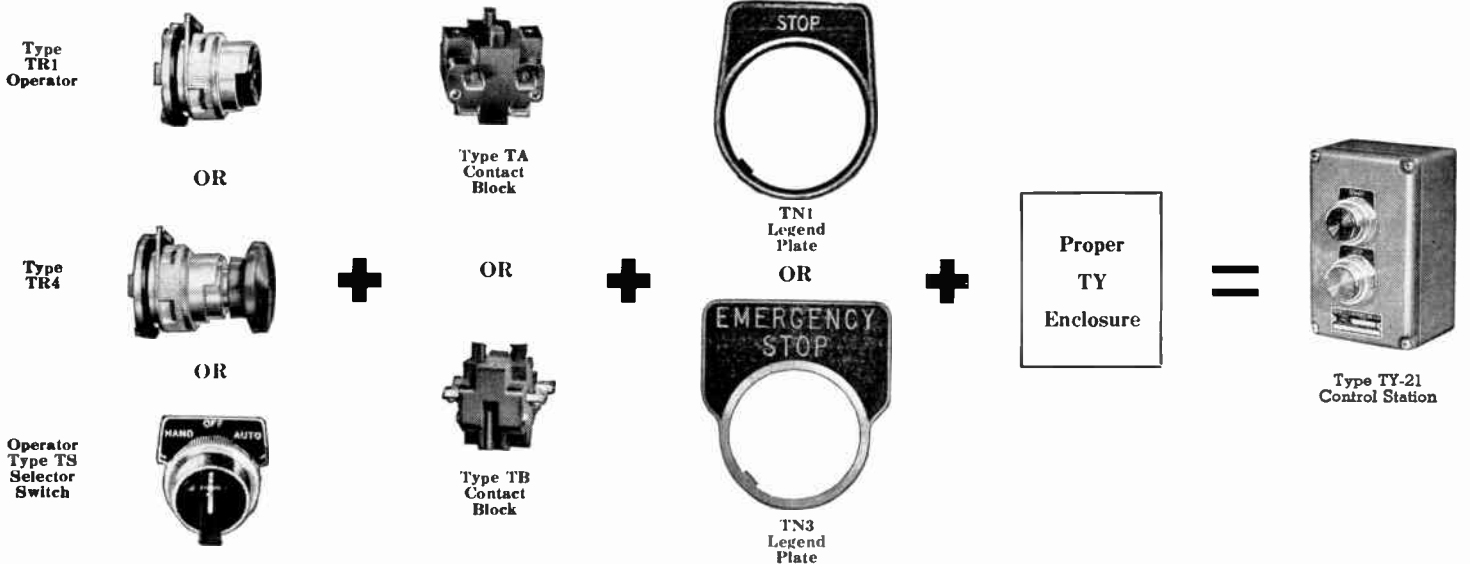 Type
TR1
Operator
OR
Type
TR4
OR
Operator
Type TS
Selector
Switch
HAND OFF AUTO
Type TA
Contact
Block
OR
Type TB
Contact
Block
STOP
TN1
Legend
Plate
OR
EMERGENCY
STOP
TN3
Legend
Plate
Proper
TY
Enclosure
Type TY-21
Control Station